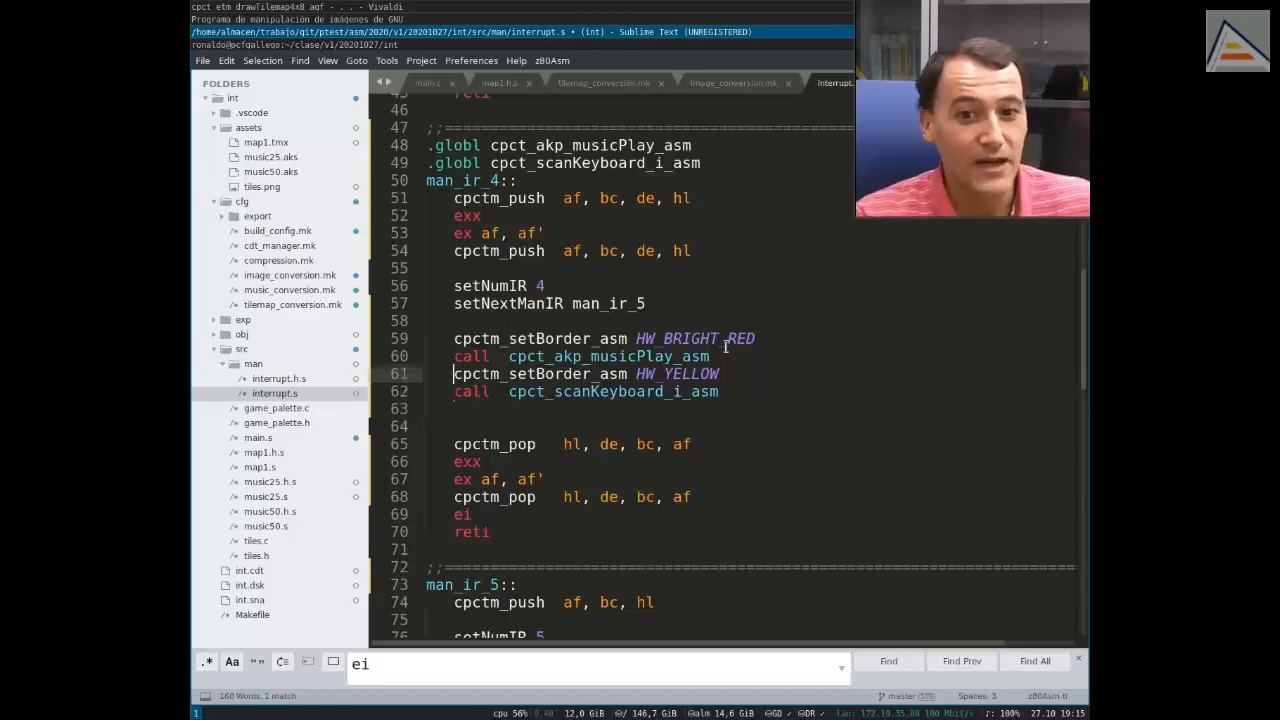 cpct etm drawTilemap4x8 agf - . . - Vivaldi
Programa de manipulación de imágenes de GNU
/home/almacen/trabajo/git/ptest/asm/2020/v1/20201027/int/src/man/interrupt.s • (int) - Sublime Text (UNREGISTERED)
ronaldo@pcfgallego:~/clase/v1/20201027/int
File Edit Selection Find View Goto Tools Project Preferences Help z80Asm
FOLDERS
int
.vscode
assets
map1.tmx
music25.aks
music50.aks
tiles.png
cfg
export
build_config.mk
cdt_manager.mk
compression.mk
image_conversion.mk
music_conversion.mk
tilemap_conversion.mk
exp
obj
src
man
interrupt.h.s
interrupt.s
game_palette.c
game_palette.h
main.s
map1.h.s
map1.s
music25.h.s
music25.s
music50.h.s
music50.s
tiles.c
tiles.h
int.cdt
int.dsk
int.sna
Makefile
main.s × map1.h.s × tilemap_conversion.mk × image_conversion.mk × interrupt.
45 reti
46
47 ;;==============================================
48 .globl cpct_akp_musicPlay_asm
49 .globl cpct_scanKeyboard_i_asm
50 man_ir_4::
51 cpctm_push af, bc, de, hl
52 exx
53 ex af, af'
54 cpctm_push af, bc, de, hl
55
56 setNumIR 4
57 setNextManIR man_ir_5
58
59 cpctm_setBorder_asm HW_BRIGHT_RED
60 call cpct_akp_musicPlay_asm
61 cpctm_setBorder_asm HW_YELLOW
62 call cpct_scanKeyboard_i_asm
63
64
65 cpctm_pop hl, de, bc, af
66 exx
67 ex af, af'
68 cpctm_pop hl, de, bc, af
69 ei
70 reti
71
72 ;;======================================================================
73 man_ir_5::
74 cpctm_push af, bc, hl
75
76 setNumIR 5
.* Aa “” ei Find Find Prev Find All ×
160 Words, 1 match master Spaces: 3 z80Asm-ti
1 cpu 56% 0,48 12,0 GiB / 146,7 GiB alm 14,6 GiB GD ✓ DR ✓ lan: 172.19.35.88 100 Mbit/s ♪: 100% 27.10 19:15